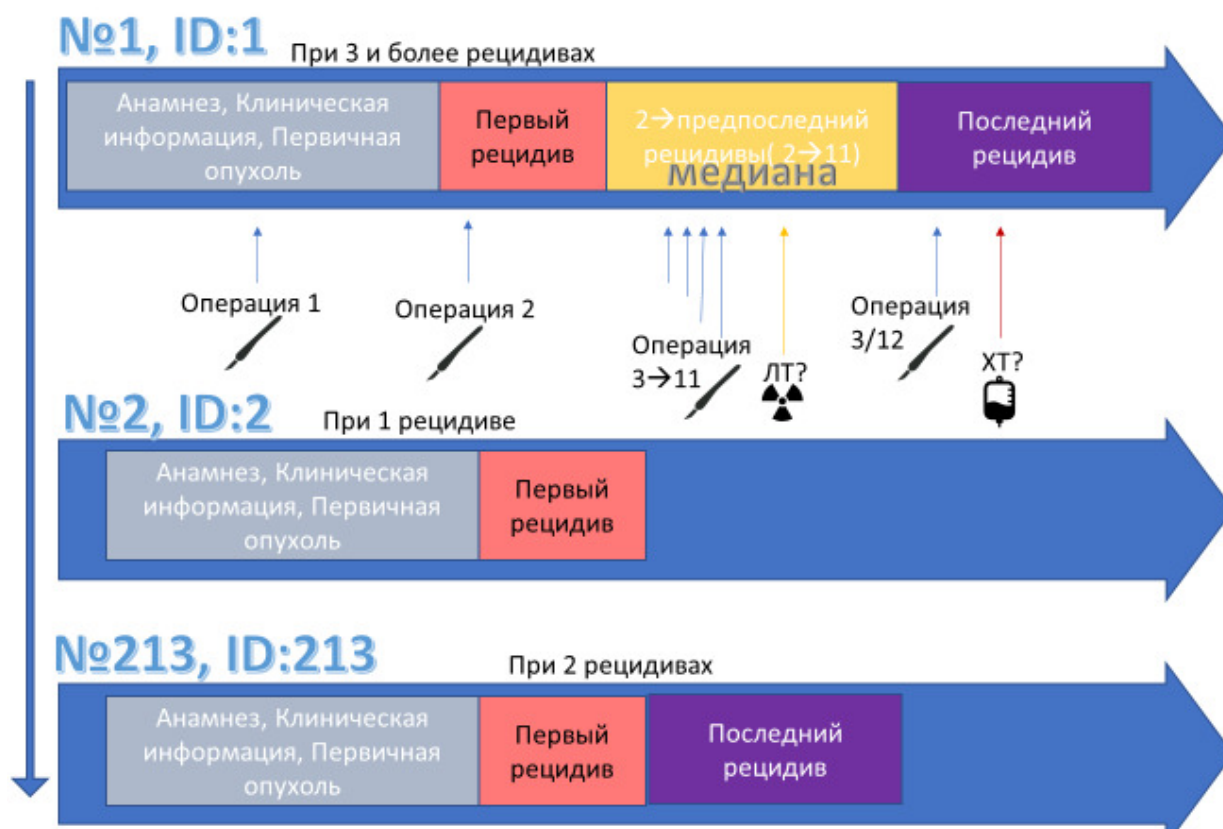 №1, ID:1
При 3 и более рецидивах
Анамнез, Клиническая
информация, Первичная
опухоль
Первый
рецидив
2→предпоследний
рецидивы( 2→11)
медиана
Последний
рецидив
Операция 1
Операция 2
Операция
3→11
ЛТ?
Операция
3/12
ХТ?
№2, ID:2
При 1 рецидиве
Анамнез, Клиническая
информация, Первичная
опухоль
Первый
рецидив
№213, ID:213
При 2 рецидивах
Анамнез, Клиническая
информация, Первичная
опухоль
Первый
рецидив
Последний
рецидив